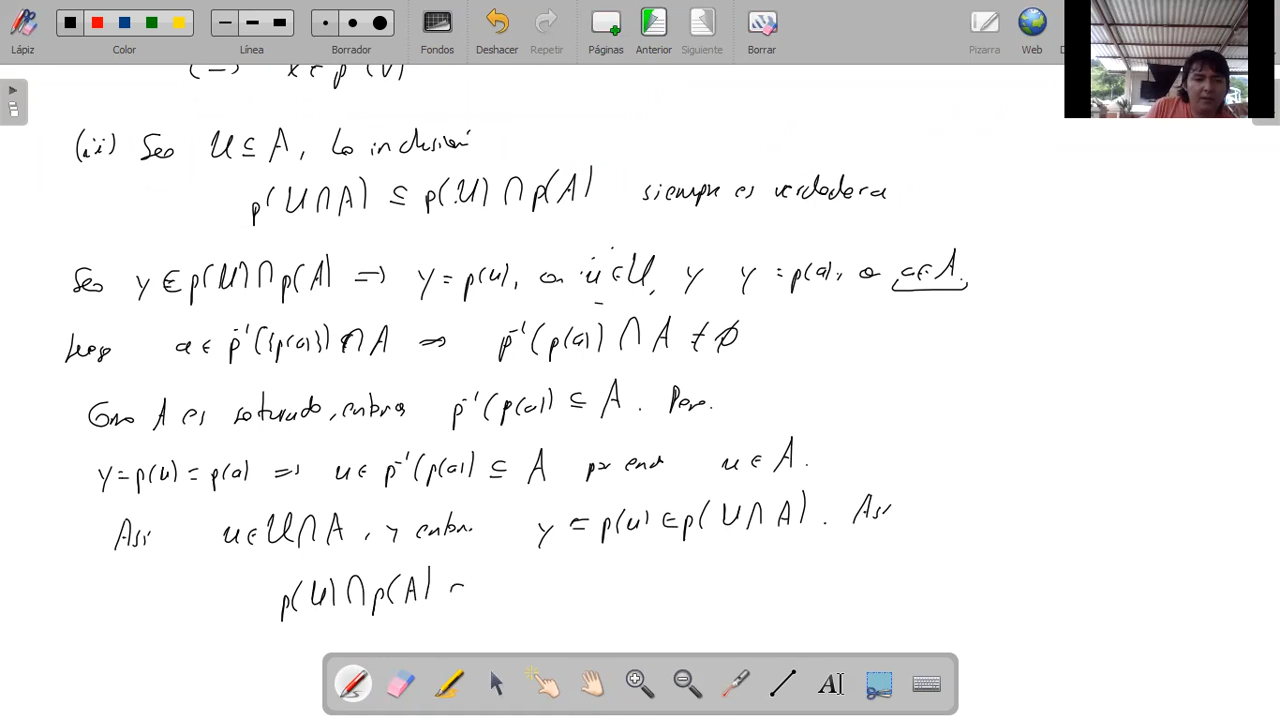 Lápiz Color Línea Borrador Fondos Deshacer Repetir Páginas Anterior Siguiente Borrar Pizarra Web
x ∈ p (V)
(ii) Sea U ⊆ A, la inclusión
p(U ∩ A) ⊆ p(U) ∩ p(A) siempre es verdadera
Sea y ∈ p(U) ∩ p(A) => y = p(u), u ∈ U, y y = p(a), a ∈ A.
luego a ∈ p⁻¹({p(a)}) ∩ A => p⁻¹(p(a)) ∩ A ≠ ∅
Como A es saturado, entonces p⁻¹(p(a)) ⊆ A. Pero.
y = p(u) = p(a) => u ∈ p⁻¹(p(a)) ⊆ A por ende u ∈ A.
Así u ∈ U ∩ A, y entonces y = p(u) ∈ p(U ∩ A). Así
p(U) ∩ p(A)